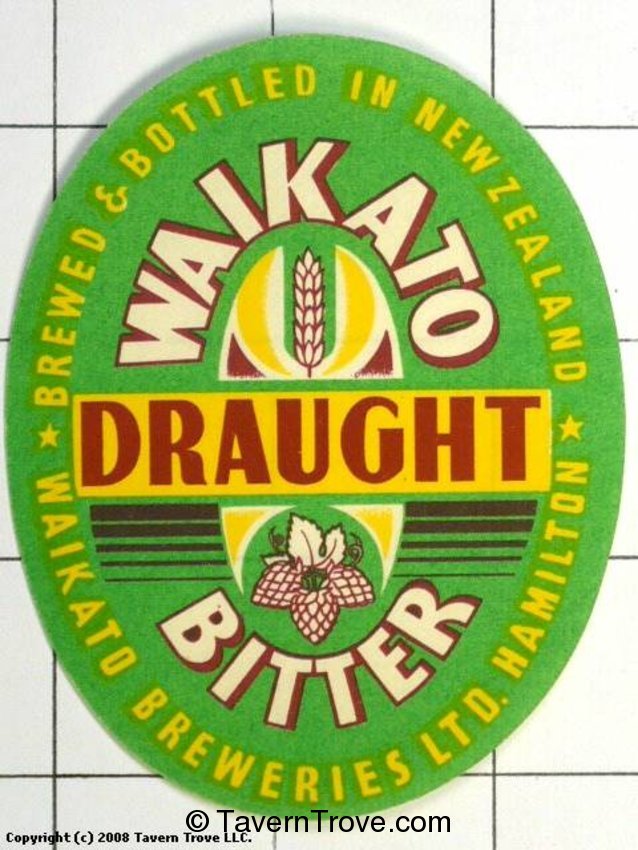 BREWED & BOTTLED IN NEW ZEALAND
WAIKATO
DRAUGHT
BITTER
WAIKATO BREWERIES LTD. HAMILTON
© TavernTrove.com
Copyright (c) 2008 Tavern Trove LLC.